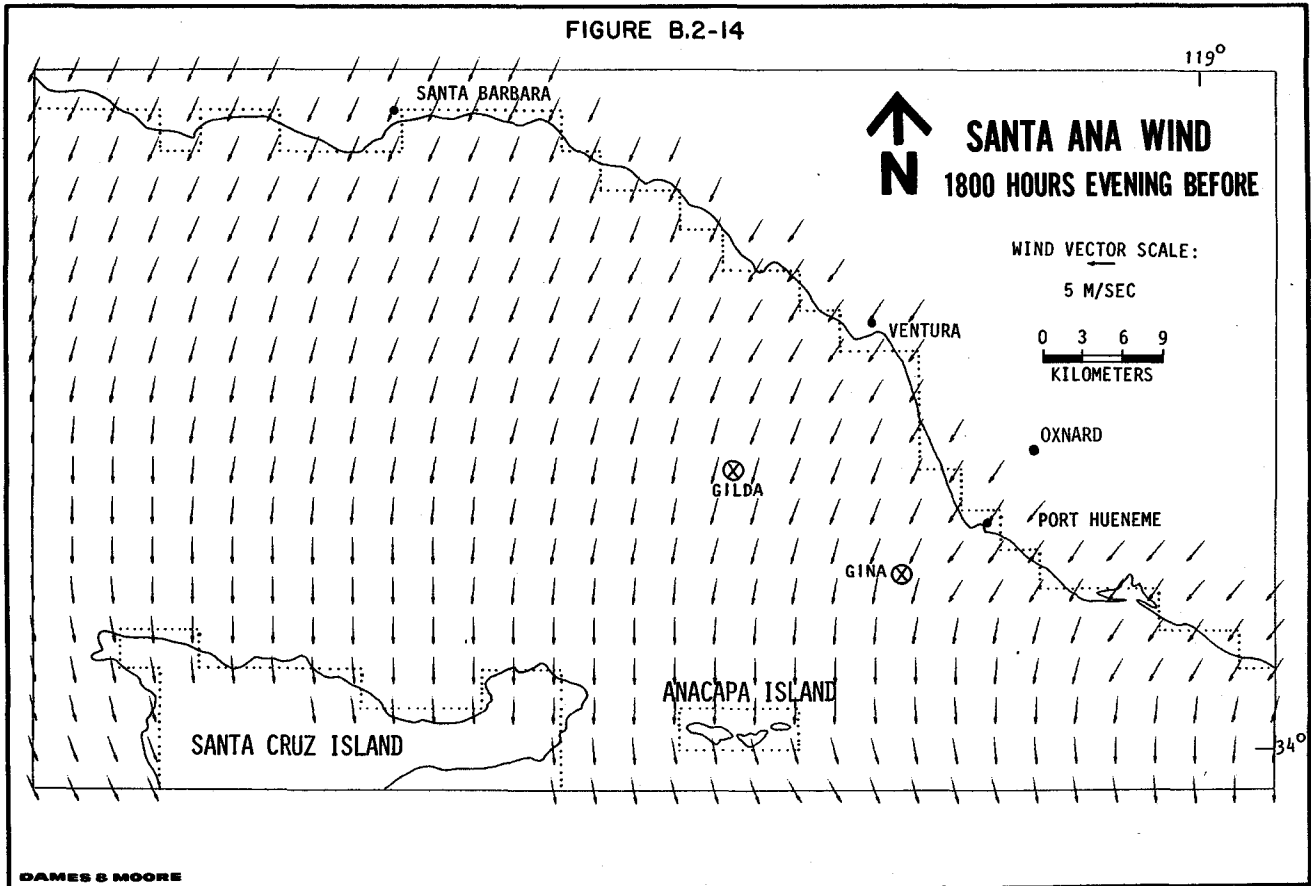 FIGURE B.2-14
119°
SANTA BARBARA
N
SANTA ANA WIND
1800 HOURS EVENING BEFORE
WIND VECTOR SCALE:
5 M/SEC
VENTURA
0 3 6 9
KILOMETERS
OXNARD
GILDA
PORT HUENEME
GINA
ANACAPA ISLAND
SANTA CRUZ ISLAND
34°
DAMES & MOORE